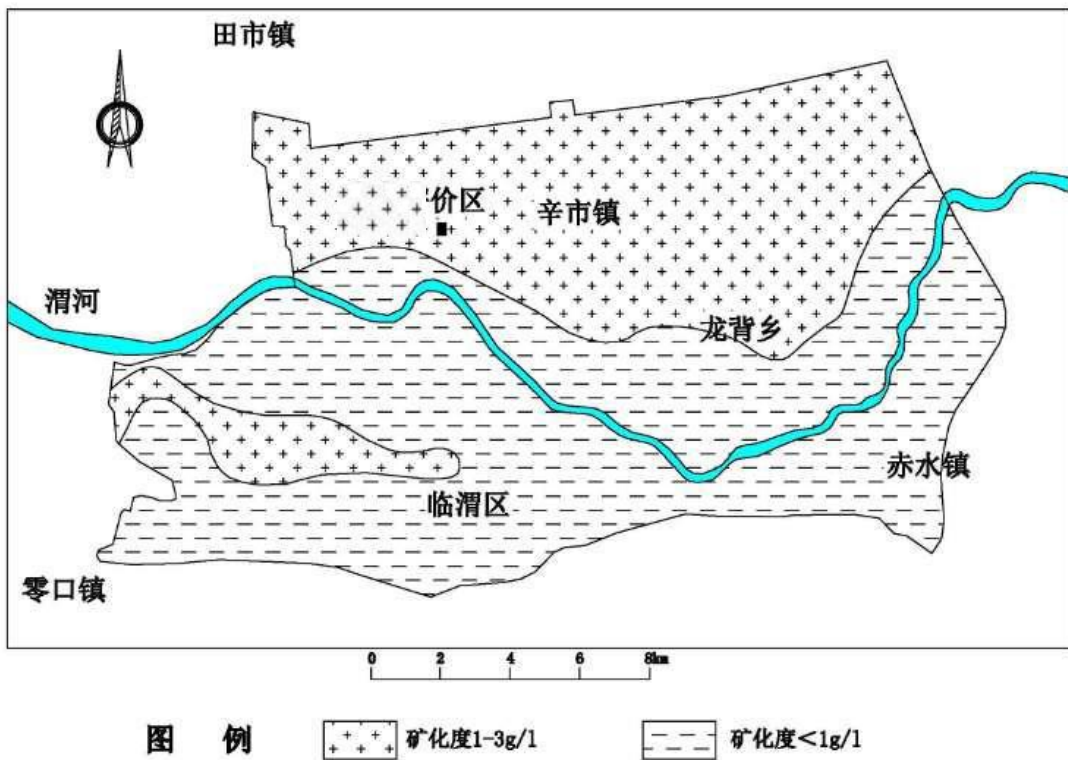 田市镇
价区
辛市镇
渭河
龙背乡
赤水镇
临渭区
零口镇
0 2 4 6 8km
图 例
矿化度1-3g/l
矿化度<1g/l